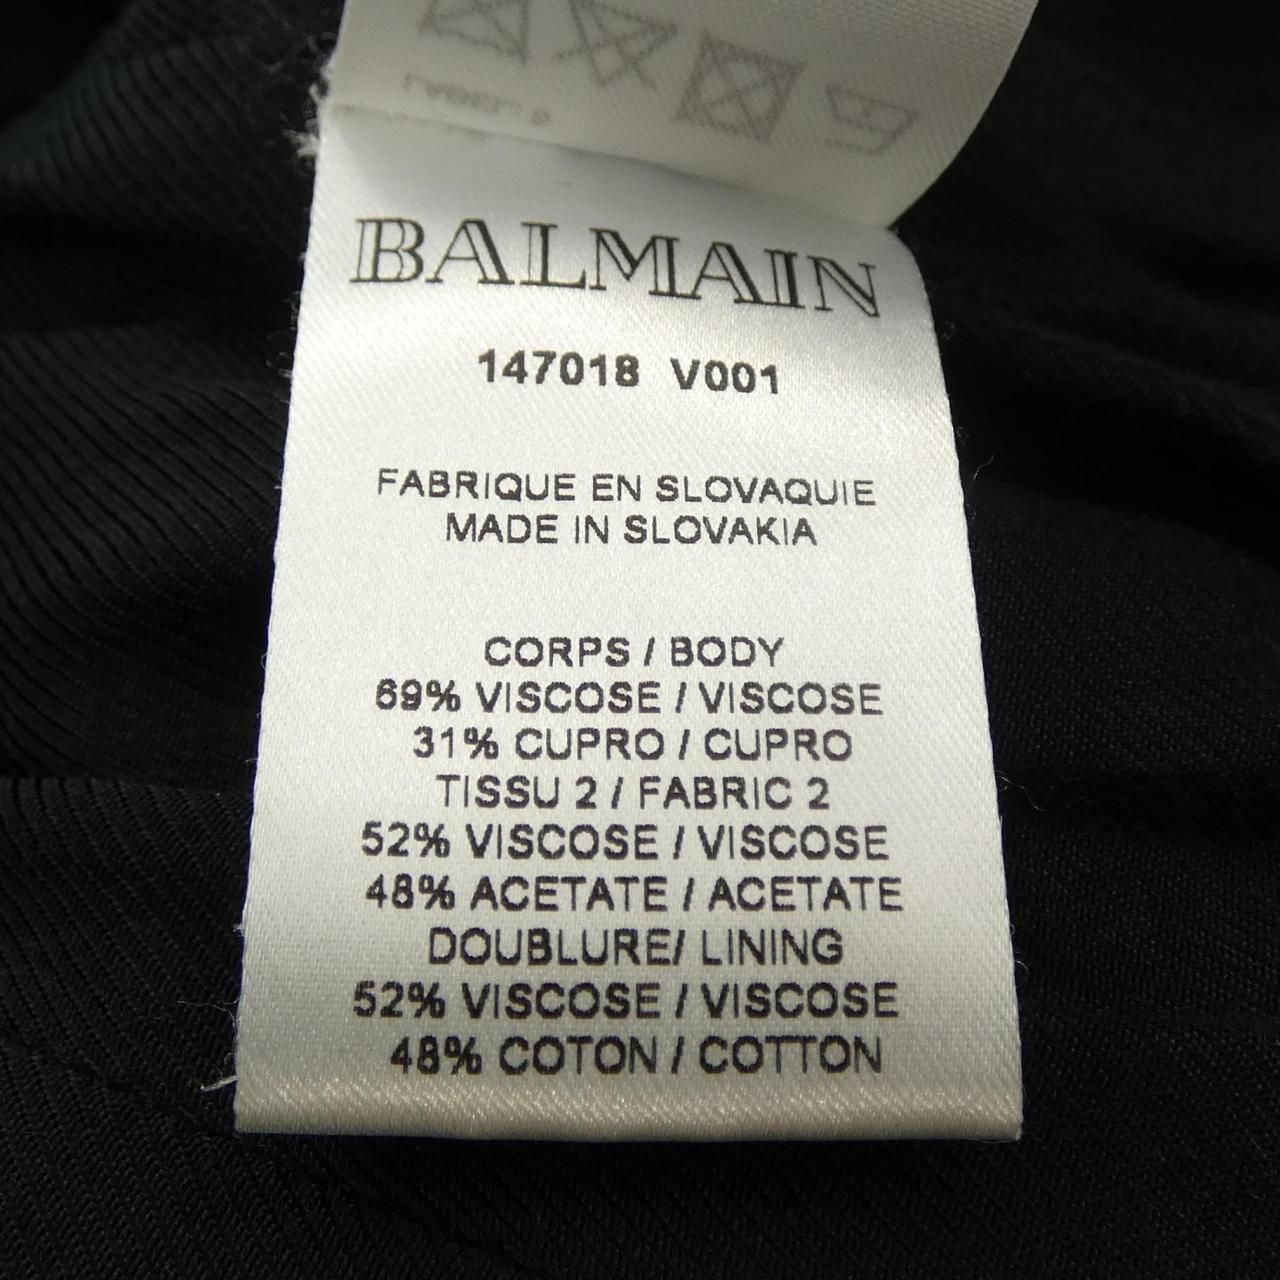 BALMAIN
147018 V001
FABRIQUE EN SLOVAQUIE
MADE IN SLOVAKIA
CORPS / BODY
69% VISCOSE / VISCOSE
31% CUPRO / CUPRO
TISSU 2 / FABRIC 2
52% VISCOSE / VISCOSE
48% ACETATE / ACETATE
DOUBLURE/ LINING
52% VISCOSE / VISCOSE
48% COTON / COTTON